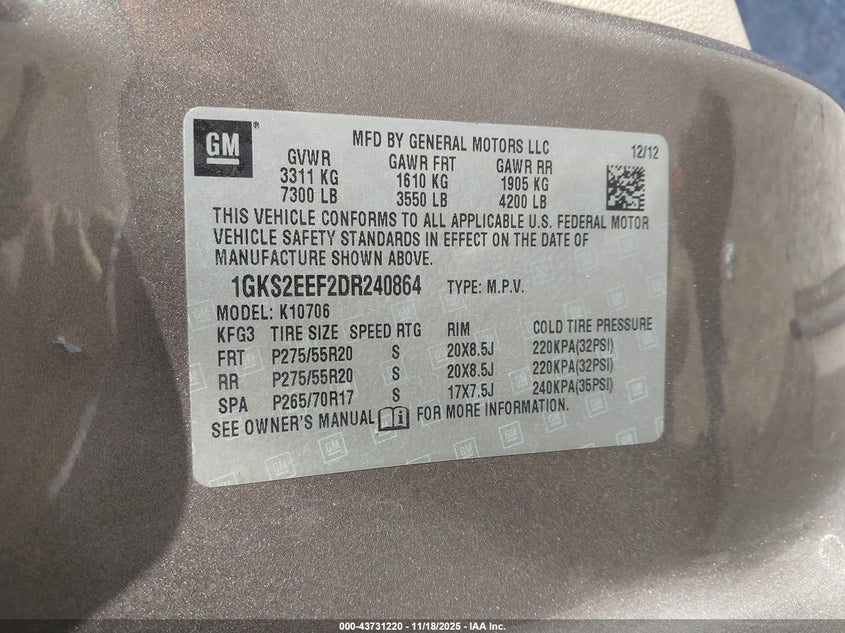 GM ®
MFD BY GENERAL MOTORS LLC
12/12
GVWR GAWR FRT GAWR RR
3311 KG 1610 KG 1905 KG
7300 LB 3550 LB 4200 LB
THIS VEHICLE CONFORMS TO ALL APPLICABLE U.S. FEDERAL MOTOR
VEHICLE SAFETY STANDARDS IN EFFECT ON THE DATE OF
MANUFACTURE SHOWN ABOVE.
1GKS2EEF2DR240864 TYPE: M.P.V.
MODEL: K10706
KFG3 TIRE SIZE SPEED RTG RIM COLD TIRE PRESSURE
FRT P275/55R20 S 20X8.5J 220KPA(32PSI)
RR P275/55R20 S 20X8.5J 220KPA(32PSI)
SPA P265/70R17 S 17X7.5J 240KPA(35PSI)
SEE OWNER'S MANUAL FOR MORE INFORMATION.
000-43731220 — 11/18/2025 — IAA Inc.